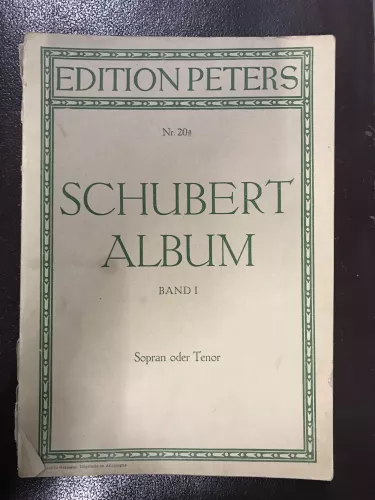 EDITION PETERS
Nr. 20a
SCHUBERT
ALBUM
BAND I
Sopran oder Tenor